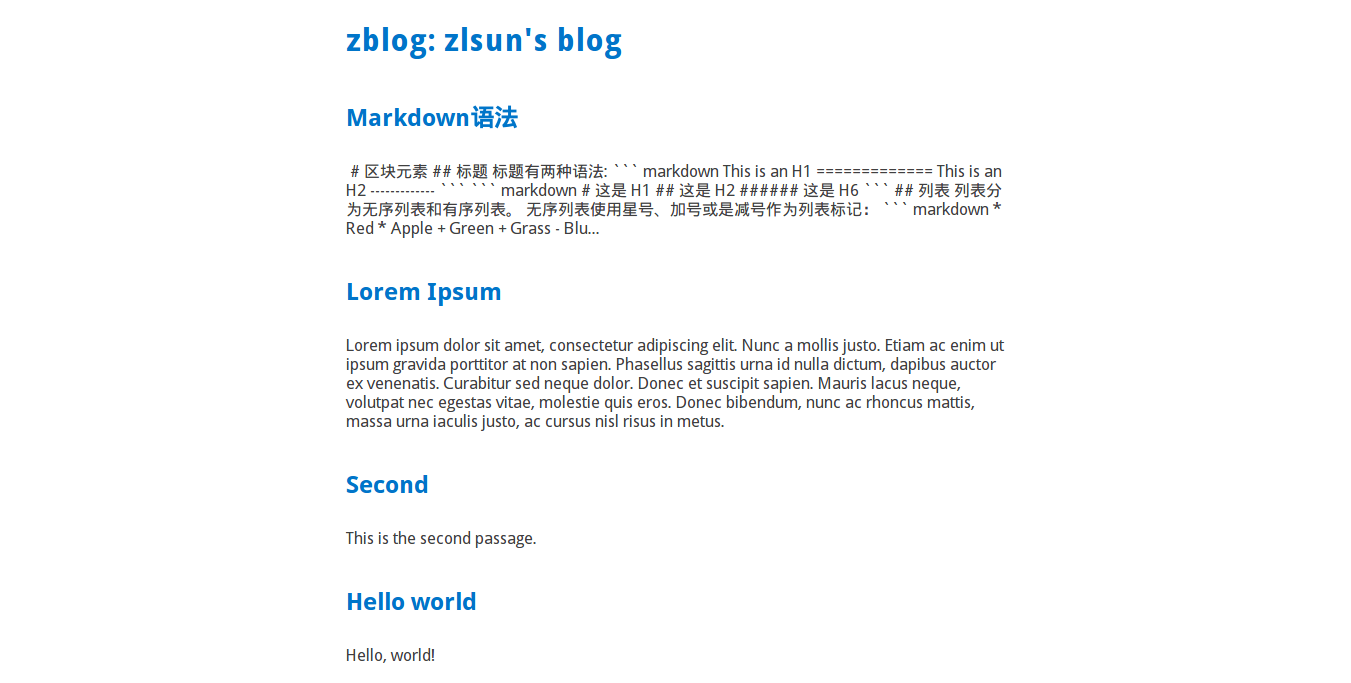 zblog: zlsun's blog
Markdown语法
# 区块元素 ## 标题 标题有两种语法: ``` markdown This is an H1 ============= This is an
H2 ------------- ``` ``` markdown # 这是 H1 ## 这是 H2 ###### 这是 H6 ``` ## 列表 列表分
为无序列表和有序列表。 无序列表使用星号、加号或是减号作为列表标记： ``` markdown *
Red * Apple + Green + Grass - Blu...
Lorem Ipsum
Lorem ipsum dolor sit amet, consectetur adipiscing elit. Nunc a mollis justo. Etiam ac enim ut
ipsum gravida porttitor at non sapien. Phasellus sagittis urna id nulla dictum, dapibus auctor
ex venenatis. Curabitur sed neque dolor. Donec et suscipit sapien. Mauris lacus neque,
volutpat nec egestas vitae, molestie quis eros. Donec bibendum, nunc ac rhoncus mattis,
massa urna iaculis justo, ac cursus nisl risus in metus.
Second
This is the second passage.
Hello world
Hello, world!